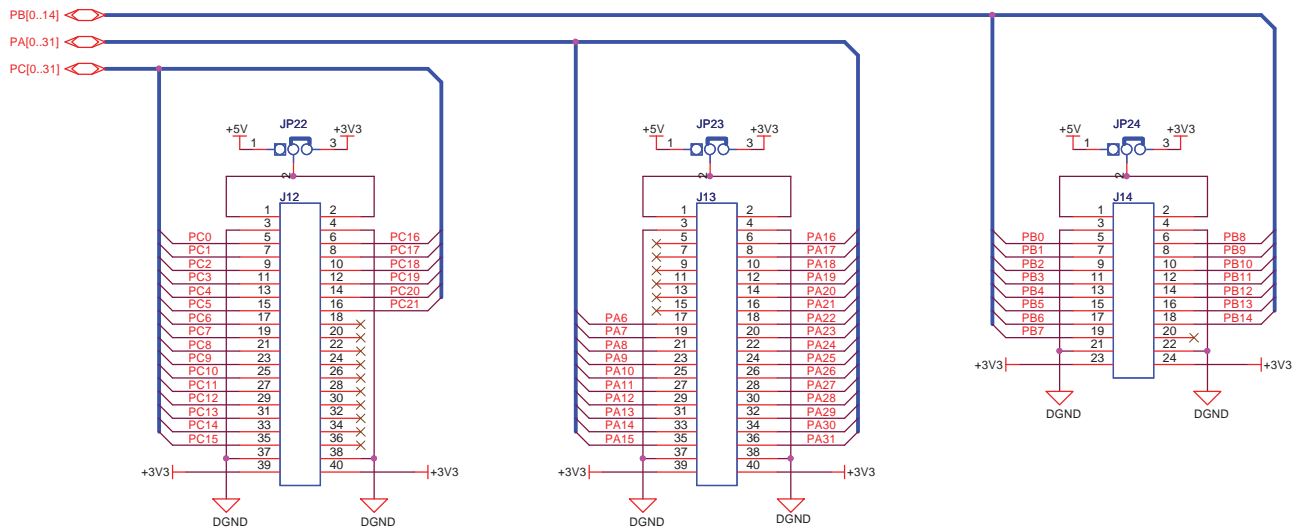 PB[0..14]
PA[0..31]
PC[0..31]
JP22 JP23 JP24
+5V 1 3 +3V3 +5V 1 3 +3V3 +5V 1 3 +3V3
2 2 2
J12 J13 J14
1 2 1 2 1 2
3 4 3 4 3 4
PC0 5 6 PC16 5 6 PA16 PB0 5 6 PB8
PC1 7 8 PC17 7 8 PA17 PB1 7 8 PB9
PC2 9 10 PC18 9 10 PA18 PB2 9 10 PB10
PC3 11 12 PC19 11 12 PA19 PB3 11 12 PB11
PC4 13 14 PC20 13 14 PA20 PB4 13 14 PB12
PC5 15 16 PC21 15 16 PA21 PB5 15 16 PB13
PC6 17 18 PA6 17 18 PA22 PB6 17 18 PB14
PC7 19 20 PA7 19 20 PA23 PB7 19 20
PC8 21 22 PA8 21 22 PA24 21 22
PC9 23 24 PA9 23 24 PA25 +3V3 23 24 +3V3
PC10 25 26 PA10 25 26 PA26
PC11 27 28 PA11 27 28 PA27
PC12 29 30 PA12 29 30 PA28 DGND DGND
PC13 31 32 PA13 31 32 PA29
PC14 33 34 PA14 33 34 PA30
PC15 35 36 PA15 35 36 PA31
37 38 37 38
+3V3 39 40 +3V3 +3V3 39 40 +3V3
DGND DGND DGND DGND